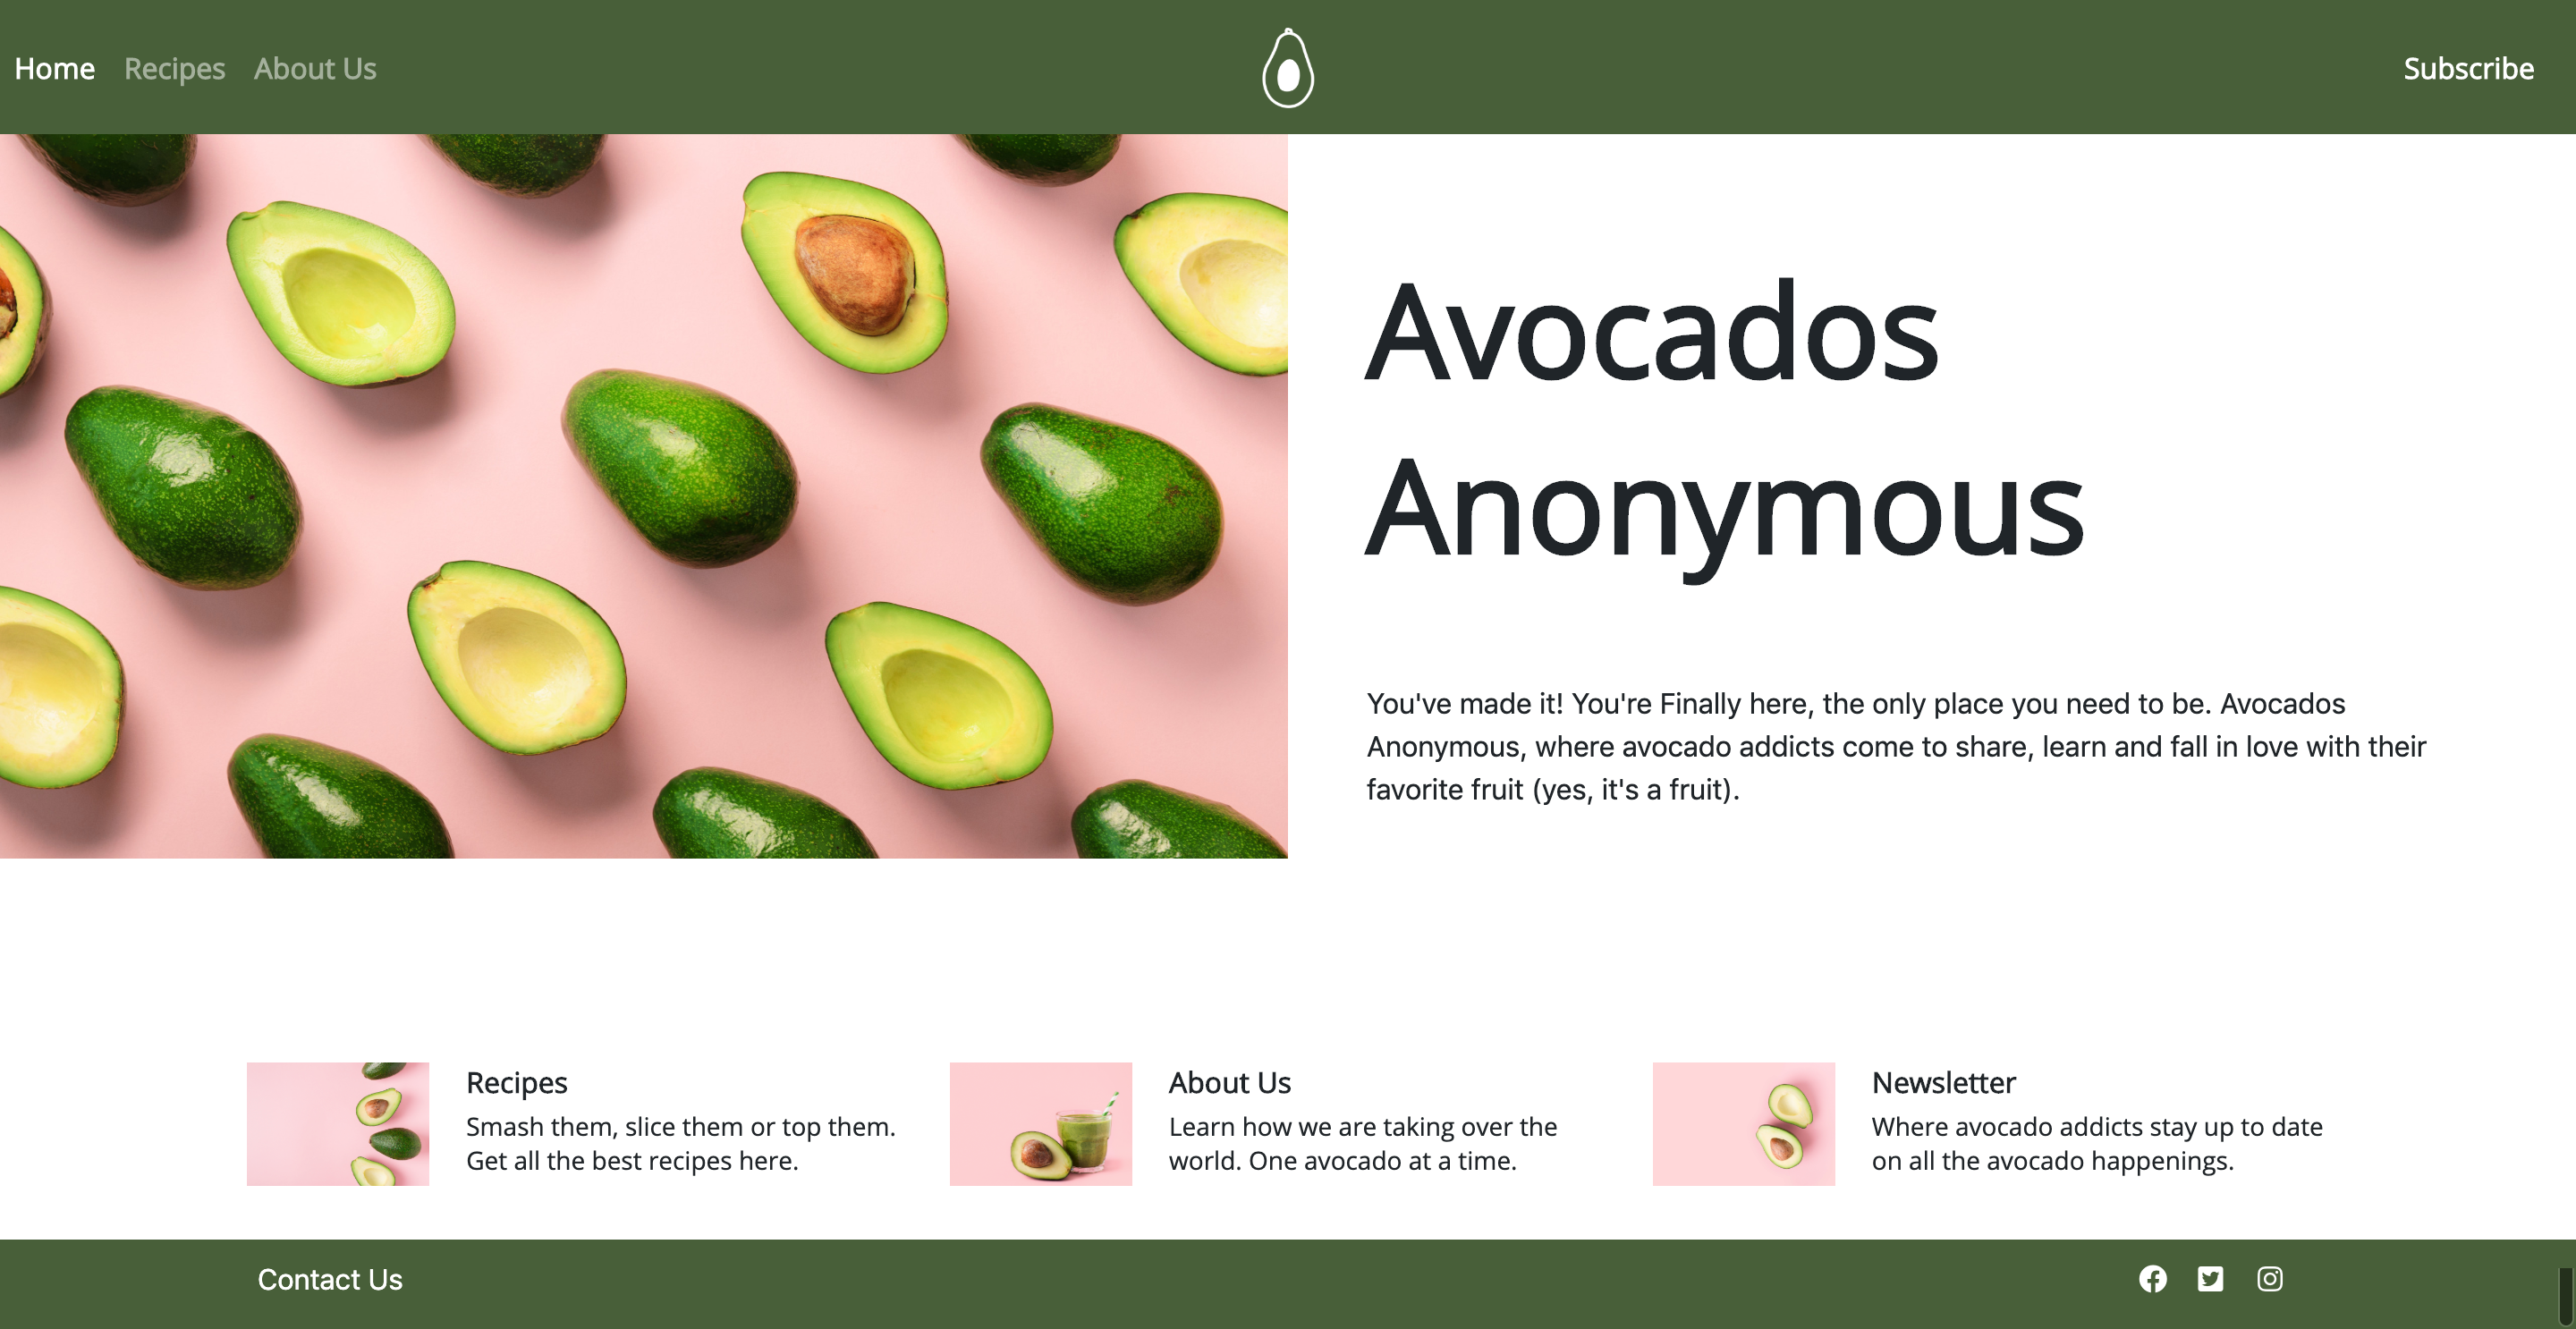 Home Recipes About Us Subscribe
Avocados
Anonymous
You've made it! You're Finally here, the only place you need to be. Avocados
Anonymous, where avocado addicts come to share, learn and fall in love with their
favorite fruit (yes, it's a fruit).
Recipes
Smash them, slice them or top them.
Get all the best recipes here.
About Us
Learn how we are taking over the
world. One avocado at a time.
Newsletter
Where avocado addicts stay up to date
on all the avocado happenings.
Contact Us